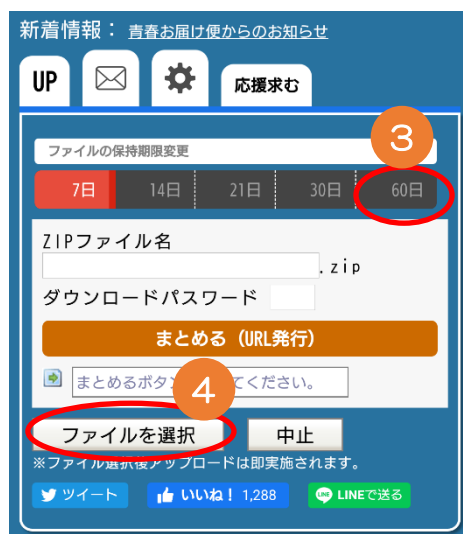 新着情報： 青春お届け便からのお知らせ
UP 応援求む
3
ファイルの保持期限変更
7日 14日 21日 30日 60日
ZIPファイル名
.zip
ダウンロードパスワード
まとめる（URL発行）
まとめるボタン てください。
4
ファイルを選択 中止
※ファイル選択後アップロードは即実施されます。
ツイート いいね！ 1,288 LINEで送る